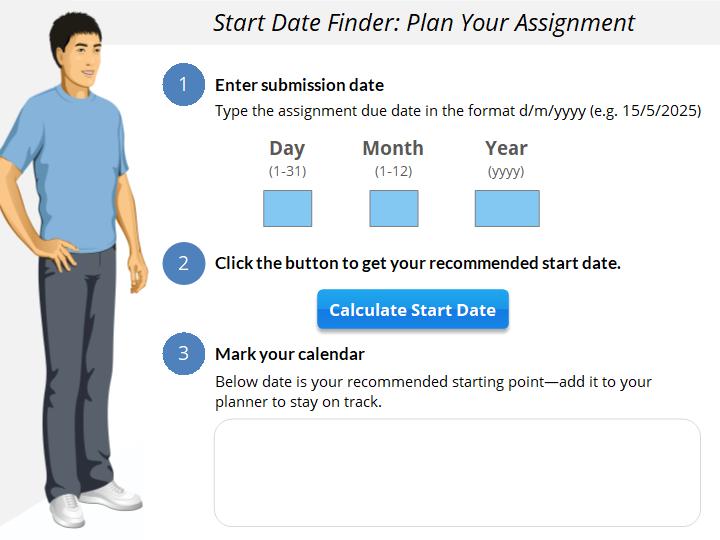 Start Date Finder: Plan Your Assignment
1
Enter submission date
Type the assignment due date in the format d/m/yyyy (e.g. 15/5/2025)
Day Month Year
(1-31) (1-12) (yyyy)
2
Click the button to get your recommended start date.
Calculate Start Date
3
Mark your calendar
Below date is your recommended starting point—add it to your
planner to stay on track.